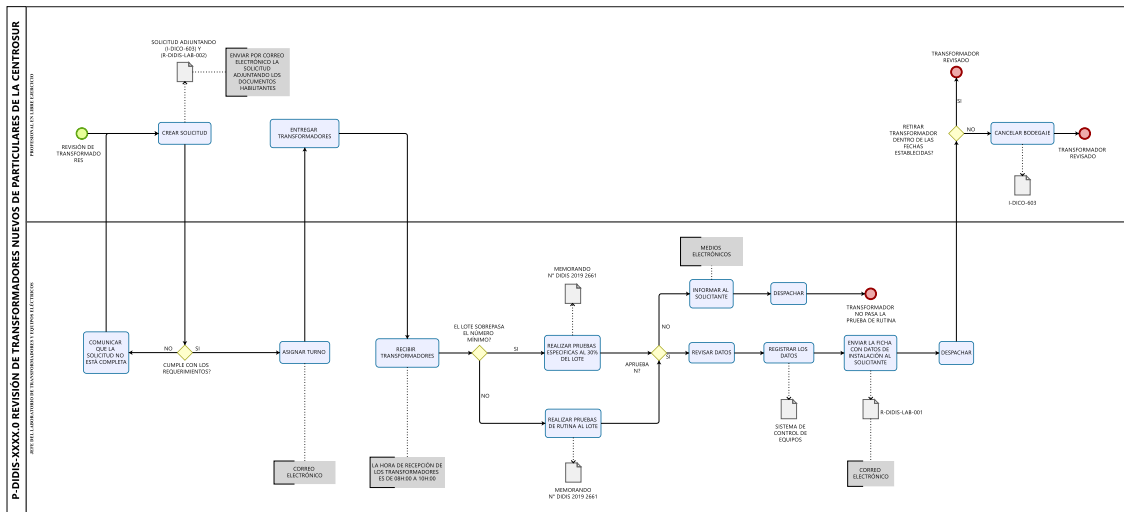 P-DIDIS-XXXX.0 REVISIÓN DE TRANSFORMADORES NUEVOS DE PARTICULARES DE LA CENTROSUR
PROFESIONAL EN LIBRE EJERCICIO
REVISIÓN DE
TRANSFORMADO
RES
SOLICITUD ADJUNTANDO
(I-DICO-603) Y
(R-DIDIS-LAB-002)
ENVIAR POR CORREO
ELECTRÓNICO LA
SOLICITUD
ADJUNTANDO LOS
DOCUMENTOS
HABILITANTES
CREAR SOLICITUD
ENTREGAR
TRANSFORMADORES
TRANSFORMADOR
REVISADO
SI
RETIRAR
TRANSFORMADOR
DENTRO DE LAS
FECHAS
ESTABLECIDAS?
NO
CANCELAR BODEGAJE
TRANSFORMADOR
REVISADO
I-DICO-603
JEFE DEL LABORATORIO DE TRANSFORMADORES Y EQUIPOS ELÉCTRICOS
COMUNICAR
QUE LA
SOLICITUD NO
ESTÁ COMPLETA
NO
SI
CUMPLE CON LOS
REQUERIMIENTOS?
ASIGNAR TURNO
CORREO
ELECTRÓNICO
RECIBIR
TRANSFORMADORES
LA HORA DE RECEPCIÓN DE
LOS TRANSFORMADORES
ES DE 08H:00 A 10H:00
EL LOTE SOBREPASA
EL NÚMERO
MÍNIMO?
SI
NO
MEMORANDO
N° DIDIS 2019 2661
REALIZAR PRUEBAS
ESPECIFICAS AL 30%
DEL LOTE
REALIZAR PRUEBAS
DE RUTINA AL LOTE
MEMORANDO
N° DIDIS 2019 2661
APRUEBA
N?
NO
SI
MEDIOS
ELECTRÓNICOS
INFORMAR AL
SOLICITANTE
DESPACHAR
TRANSFORMADOR
NO PASA LA
PRUEBA DE RUTINA
REVISAR DATOS
REGISTRAR LOS
DATOS
SISTEMA DE
CONTROL DE
EQUIPOS
ENVIAR LA FICHA
CON DATOS DE
INSTALACIÓN AL
SOLICITANTE
R-DIDIS-LAB-001
CORREO
ELECTRÓNICO
DESPACHAR